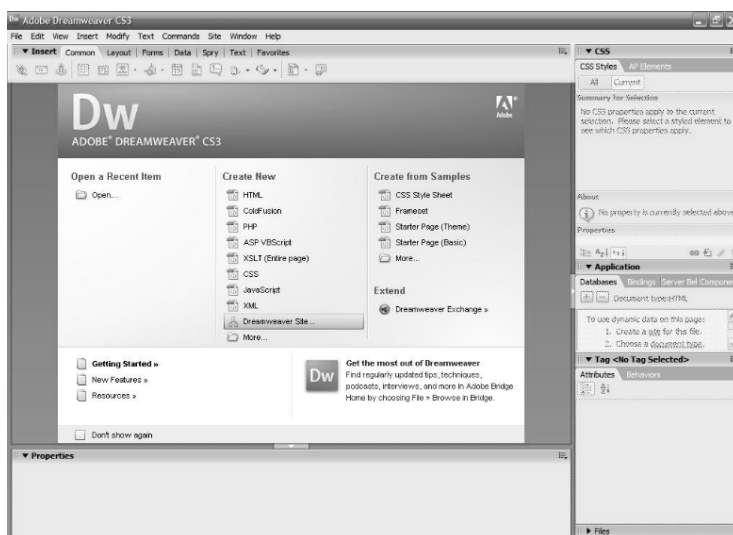 Adobe Dreamweaver CS3
File Edit View Insert Modify Text Commands Site Window Help
▼ Insert Common Layout Forms Data Spry Text Favorites
Dw
ADOBE® DREAMWEAVER® CS3
Adobe
Open a Recent Item
Open...
Create New
HTML
ColdFusion
PHP
ASP VBScript
XSLT (Entire page)
CSS
JavaScript
XML
Dreamweaver Site...
More...
Create from Samples
CSS Style Sheet
Frameset
Starter Page (Theme)
Starter Page (Basic)
More...
Extend
Dreamweaver Exchange »
Getting Started »
New Features »
Resources »
Dw
Get the most out of Dreamweaver
Find regularly updated tips, techniques,
podcasts, interviews, and more in Adobe Bridge
Home by choosing File > Browse in Bridge.
Don't show again
▼ Properties
▼ CSS
CSS Styles AP Elements
All Current
Summary for Selection
No CSS properties apply to the current
selection. Please select a styled element to
see which CSS properties apply.
About
No property is currently selected above
Properties
▼ Application
Databases Bindings Server Bel Compone
Document type:HTML
To use dynamic data on this page:
1. Create a site for this file.
2. Choose a document type.
▼ Tag <No Tag Selected>
Attributes Behaviors
▶ Files